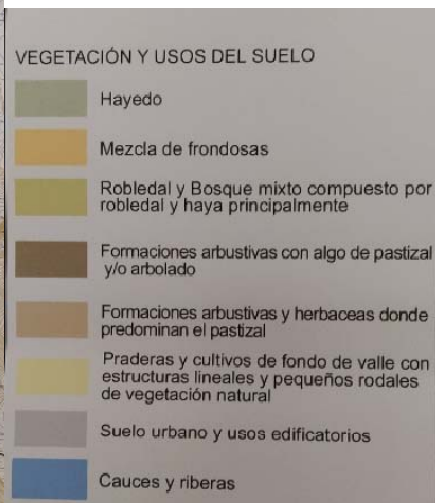 VEGETACIÓN Y USOS DEL SUELO
Hayedo
Mezcla de frondosas
Robledal y Bosque mixto compuesto por
robledal y haya principalmente
Formaciones arbustivas con algo de pastizal
y/o arbolado
Formaciones arbustivas y herbaceas donde
predominan el pastizal
Praderas y cultivos de fondo de valle con
estructuras lineales y pequeños rodales
de vegetación natural
Suelo urbano y usos edificatorios
Cauces y riberas